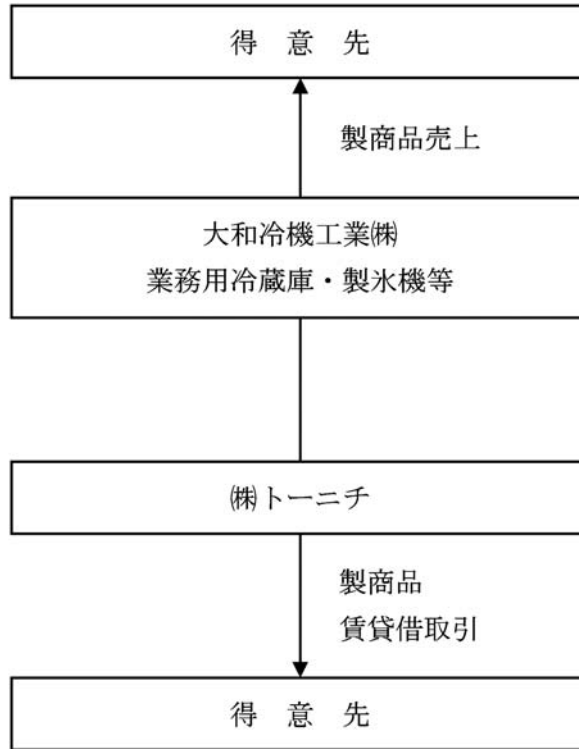 得　意　先
製商品売上
大和冷機工業㈱
業務用冷蔵庫・製氷機等
㈱トーニチ
製商品
賃貸借取引
得　意　先